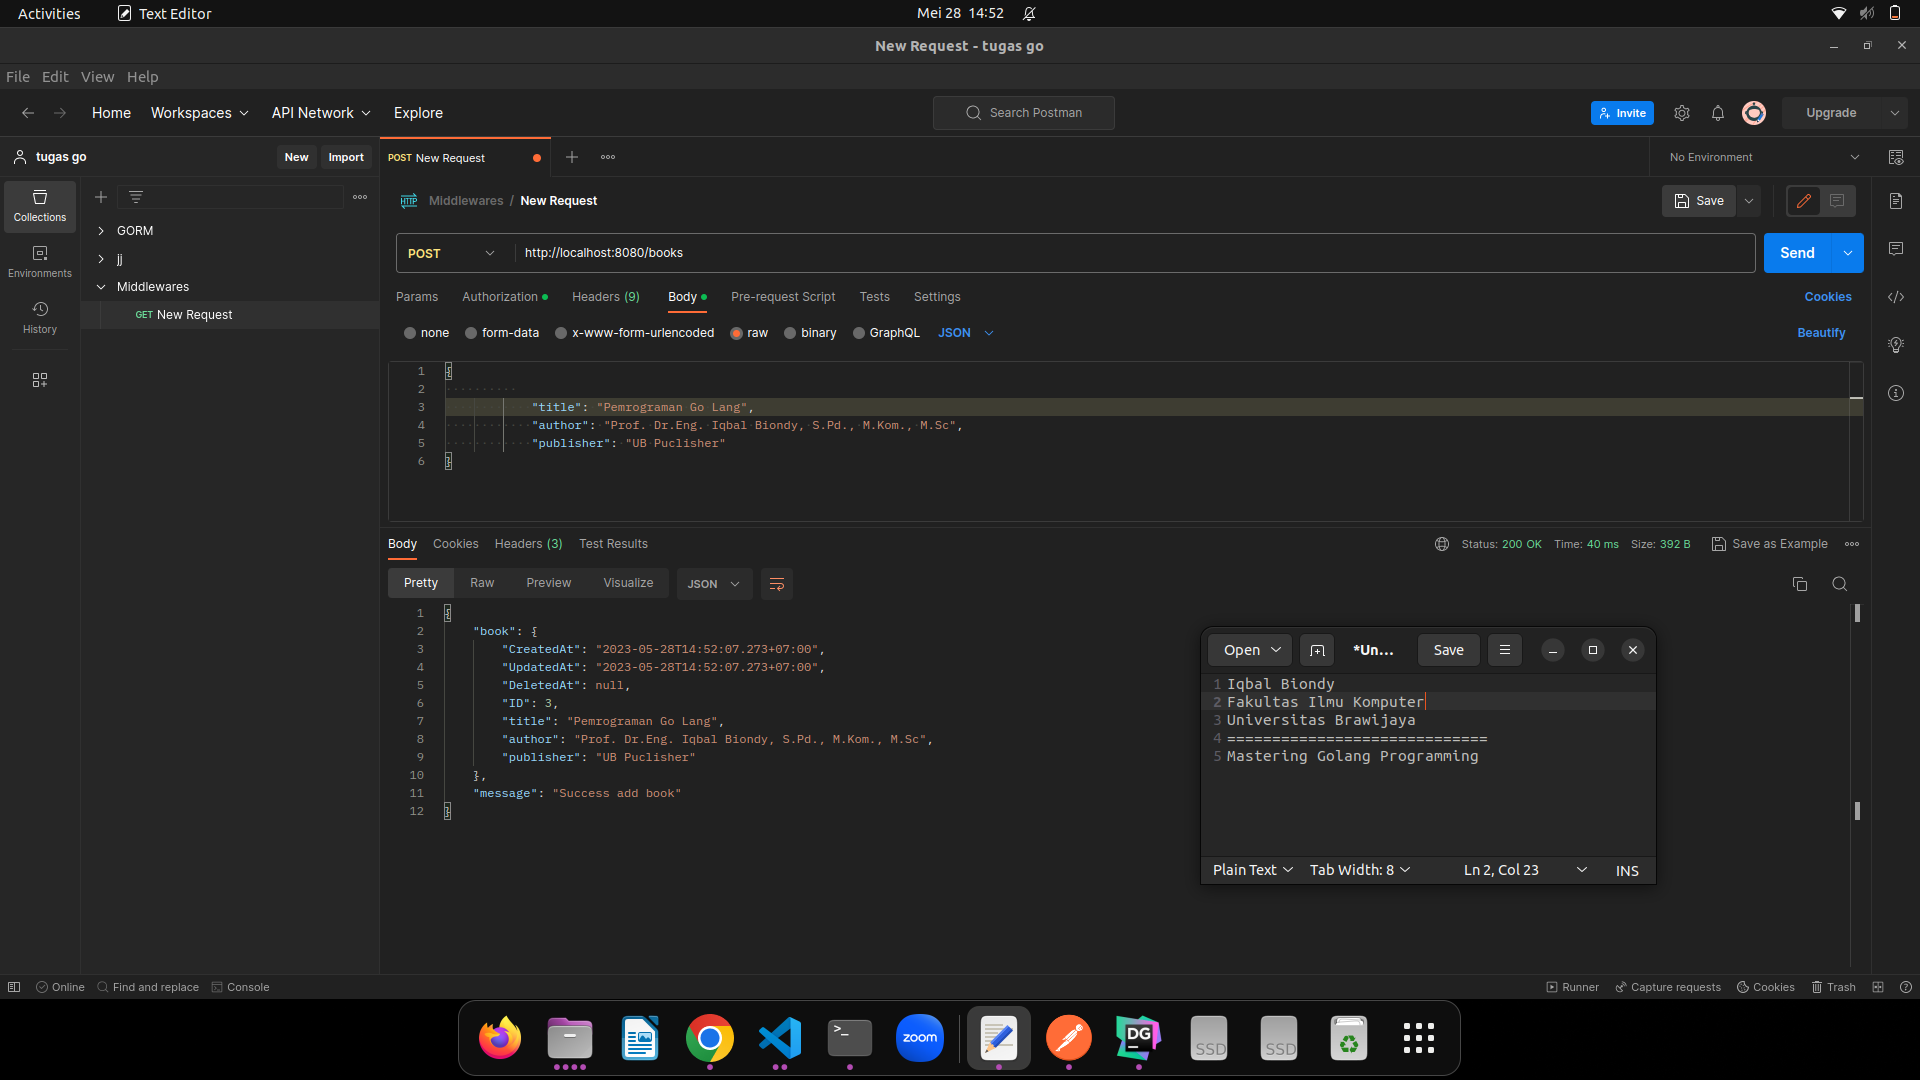 Activities
Text Editor
Mei 28 14:52
New Request - tugas go
File Edit View Help
Home Workspaces API Network Explore
Search Postman
Invite
Upgrade
tugas go
New Import
POST New Request
No Environment
Collections
Environments
History
GORM
jj
Middlewares
GET New Request
HTTP Middlewares / New Request
Save
POST http://localhost:8080/books
Send
Params Authorization Headers (9) Body Pre-request Script Tests Settings
Cookies
none form-data x-www-form-urlencoded raw binary GraphQL JSON
Beautify
1 {
2
3 "title": "Pemrograman Go Lang",
4 "author": "Prof. Dr.Eng. Iqbal Biondy, S.Pd., M.Kom., M.Sc",
5 "publisher": "UB Puclisher"
6 }
Body Cookies Headers (3) Test Results
Status: 200 OK Time: 40 ms Size: 392 B
Save as Example
Pretty Raw Preview Visualize JSON
1 {
2 "book": {
3 "CreatedAt": "2023-05-28T14:52:07.273+07:00",
4 "UpdatedAt": "2023-05-28T14:52:07.273+07:00",
5 "DeletedAt": null,
6 "ID": 3,
7 "title": "Pemrograman Go Lang",
8 "author": "Prof. Dr.Eng. Iqbal Biondy, S.Pd., M.Kom., M.Sc",
9 "publisher": "UB Puclisher"
10 },
11 "message": "Success add book"
12 }
Open *Un... Save
1 Iqbal Biondy
2 Fakultas Ilmu Komputer
3 Universitas Brawijaya
4 =============================
5 Mastering Golang Programming
Plain Text Tab Width: 8 Ln 2, Col 23 INS
Online Find and replace Console
Runner Capture requests Cookies Trash
>_
zoom
DG
SSD
SSD